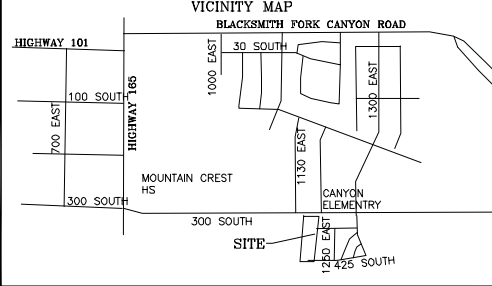 VICINITY MAP
BLACKSMITH FORK CANYON ROAD
HIGHWAY 101
30 SOUTH
1000 EAST
100 SOUTH
HIGHWAY 165
1300 EAST
700 EAST
1130 EAST
MOUNTAIN CREST
HS
CANYON
ELEMENTRY
300 SOUTH
300 SOUTH
SITE
1250 EAST
425 SOUTH